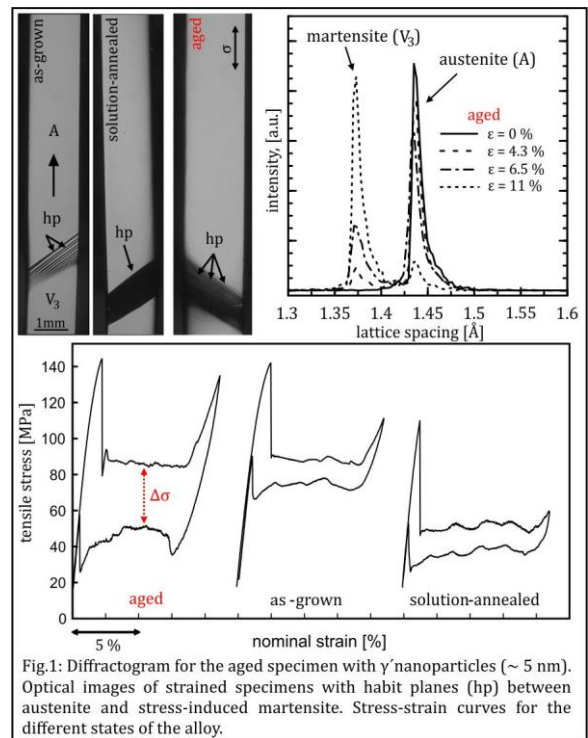 as-grown
A
hp
V₃
1mm
solution-annealed
hp
aged
σ
hp
martensite (V₃)
austenite (A)
aged
ε = 0 %
ε = 4.3 %
ε = 6.5 %
ε = 11 %
intensity, [a.u.]
1.3 1.35 1.4 1.45 1.5 1.55 1.6
lattice spacing [Å]
tensile stress [MPa]
140
120
100
80
60
40
20
0
Δσ
aged as -grown solution-annealed
5 %
nominal strain [%]
Fig.1: Diffractogram for the aged specimen with γ´nanoparticles (~ 5 nm).
Optical images of strained specimens with habit planes (hp) between
austenite and stress-induced martensite. Stress-strain curves for the
different states of the alloy.